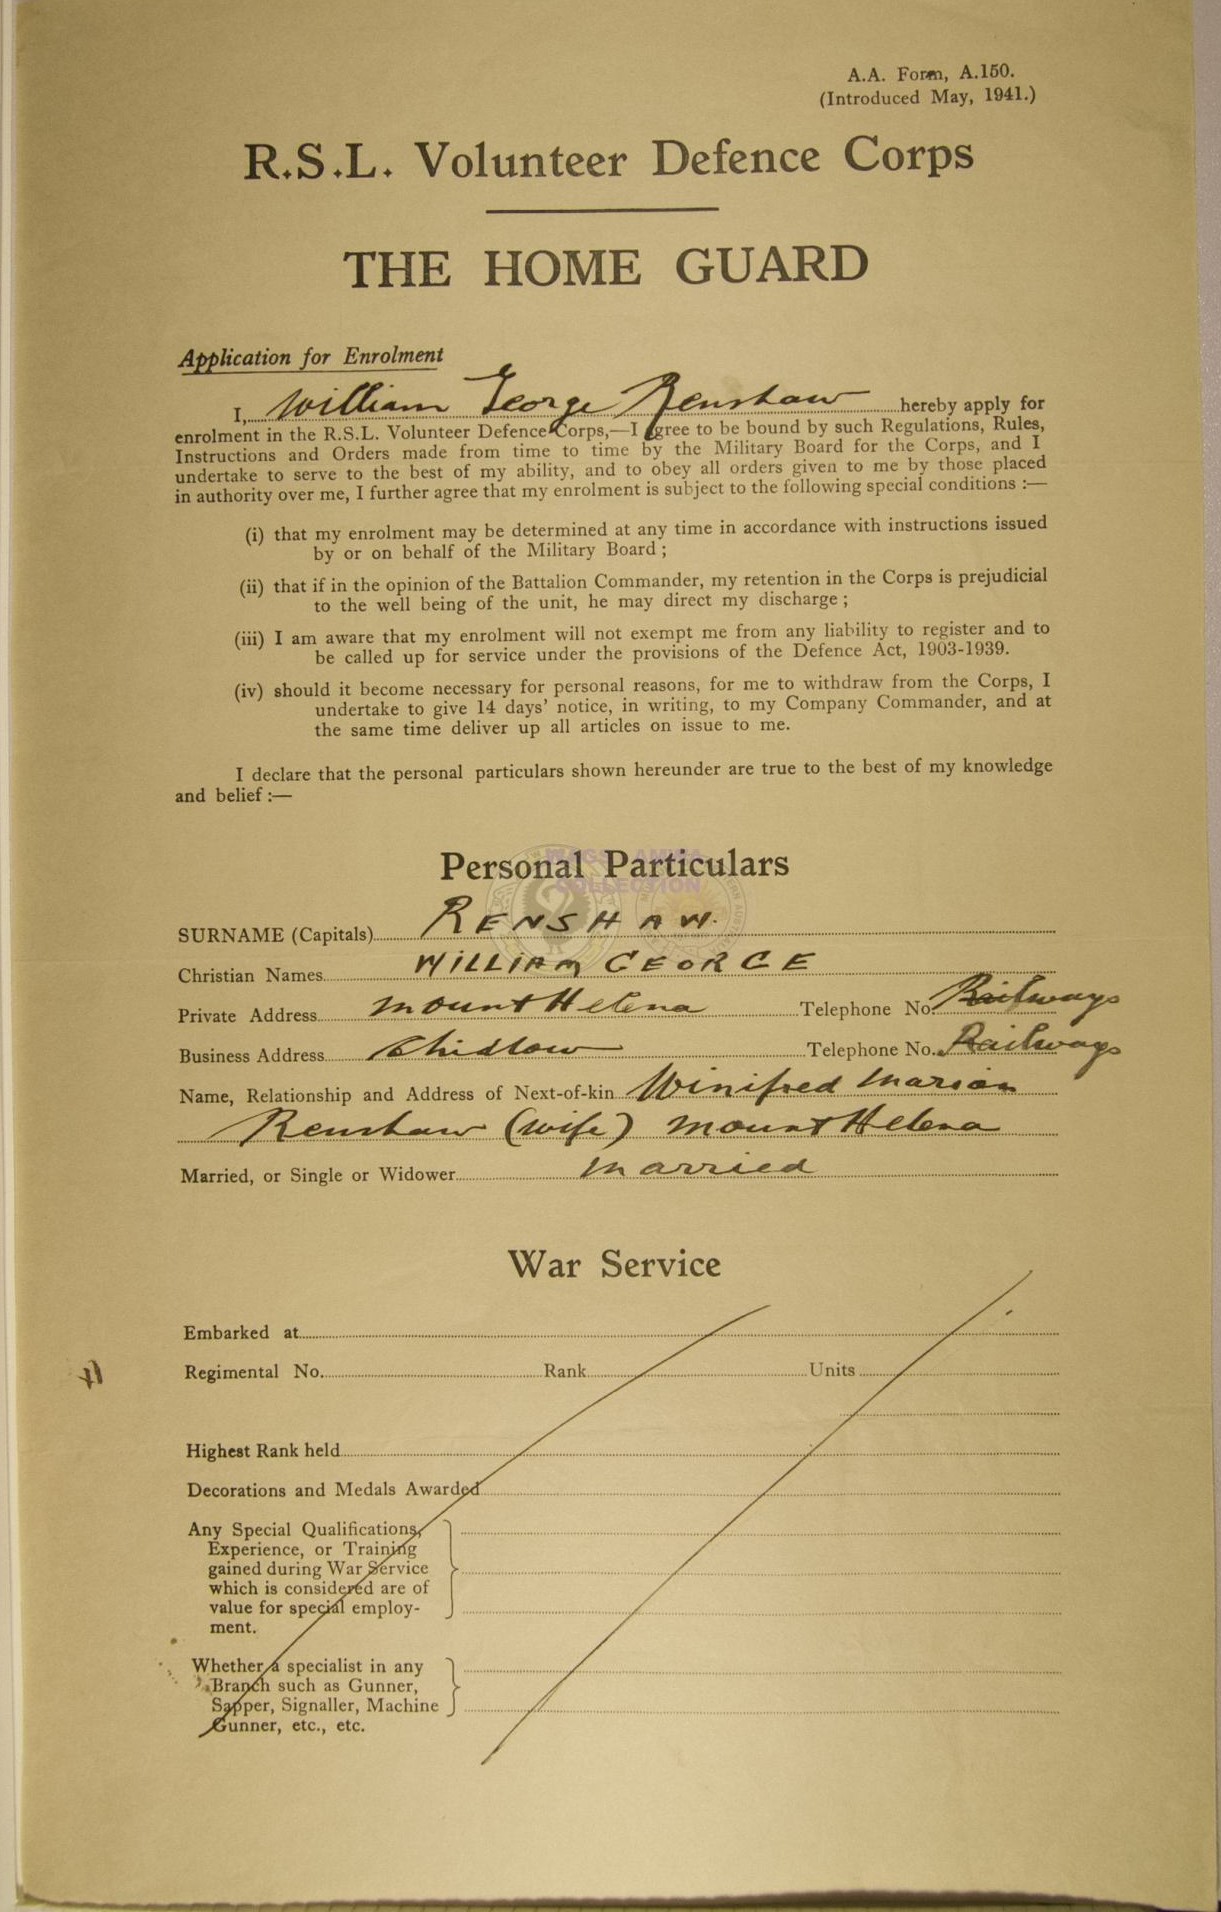 A.A. Form, A.150.
(Introduced May, 1941.)
R.S.L. Volunteer Defence Corps
THE HOME GUARD
Application for Enrolment
I, William George Renshaw hereby apply for
enrolment in the R.S.L. Volunteer Defence Corps,—I agree to be bound by such Regulations, Rules,
Instructions and Orders made from time to time by the Military Board for the Corps, and I
undertake to serve to the best of my ability, and to obey all orders given to me by those placed
in authority over me, I further agree that my enrolment is subject to the following special conditions :—
(i) that my enrolment may be determined at any time in accordance with instructions issued
by or on behalf of the Military Board ;
(ii) that if in the opinion of the Battalion Commander, my retention in the Corps is prejudicial
to the well being of the unit, he may direct my discharge ;
(iii) I am aware that my enrolment will not exempt me from any liability to register and to
be called up for service under the provisions of the Defence Act, 1903-1939.
(iv) should it become necessary for personal reasons, for me to withdraw from the Corps, I
undertake to give 14 days' notice, in writing, to my Company Commander, and at
the same time deliver up all articles on issue to me.
I declare that the personal particulars shown hereunder are true to the best of my knowledge
and belief :—
Personal Particulars
COLLECTION
SURNAME (Capitals) RENSHAW.
Christian Names WILLIAM GEORGE
Private Address Mount Helena Telephone No. Railways
Business Address Chidlow Telephone No. Railways
Name, Relationship and Address of Next-of-kin Winifred Marion
Renshaw (wife) Mount Helena
Married, or Single or Widower Married
War Service
Embarked at
Regimental No. Rank Units
Highest Rank held
Decorations and Medals Awarded
Any Special Qualifications,
Experience, or Training
gained during War Service
which is considered are of
value for special employ-
ment.
Whether a specialist in any
Branch such as Gunner,
Sapper, Signaller, Machine
Gunner, etc., etc.